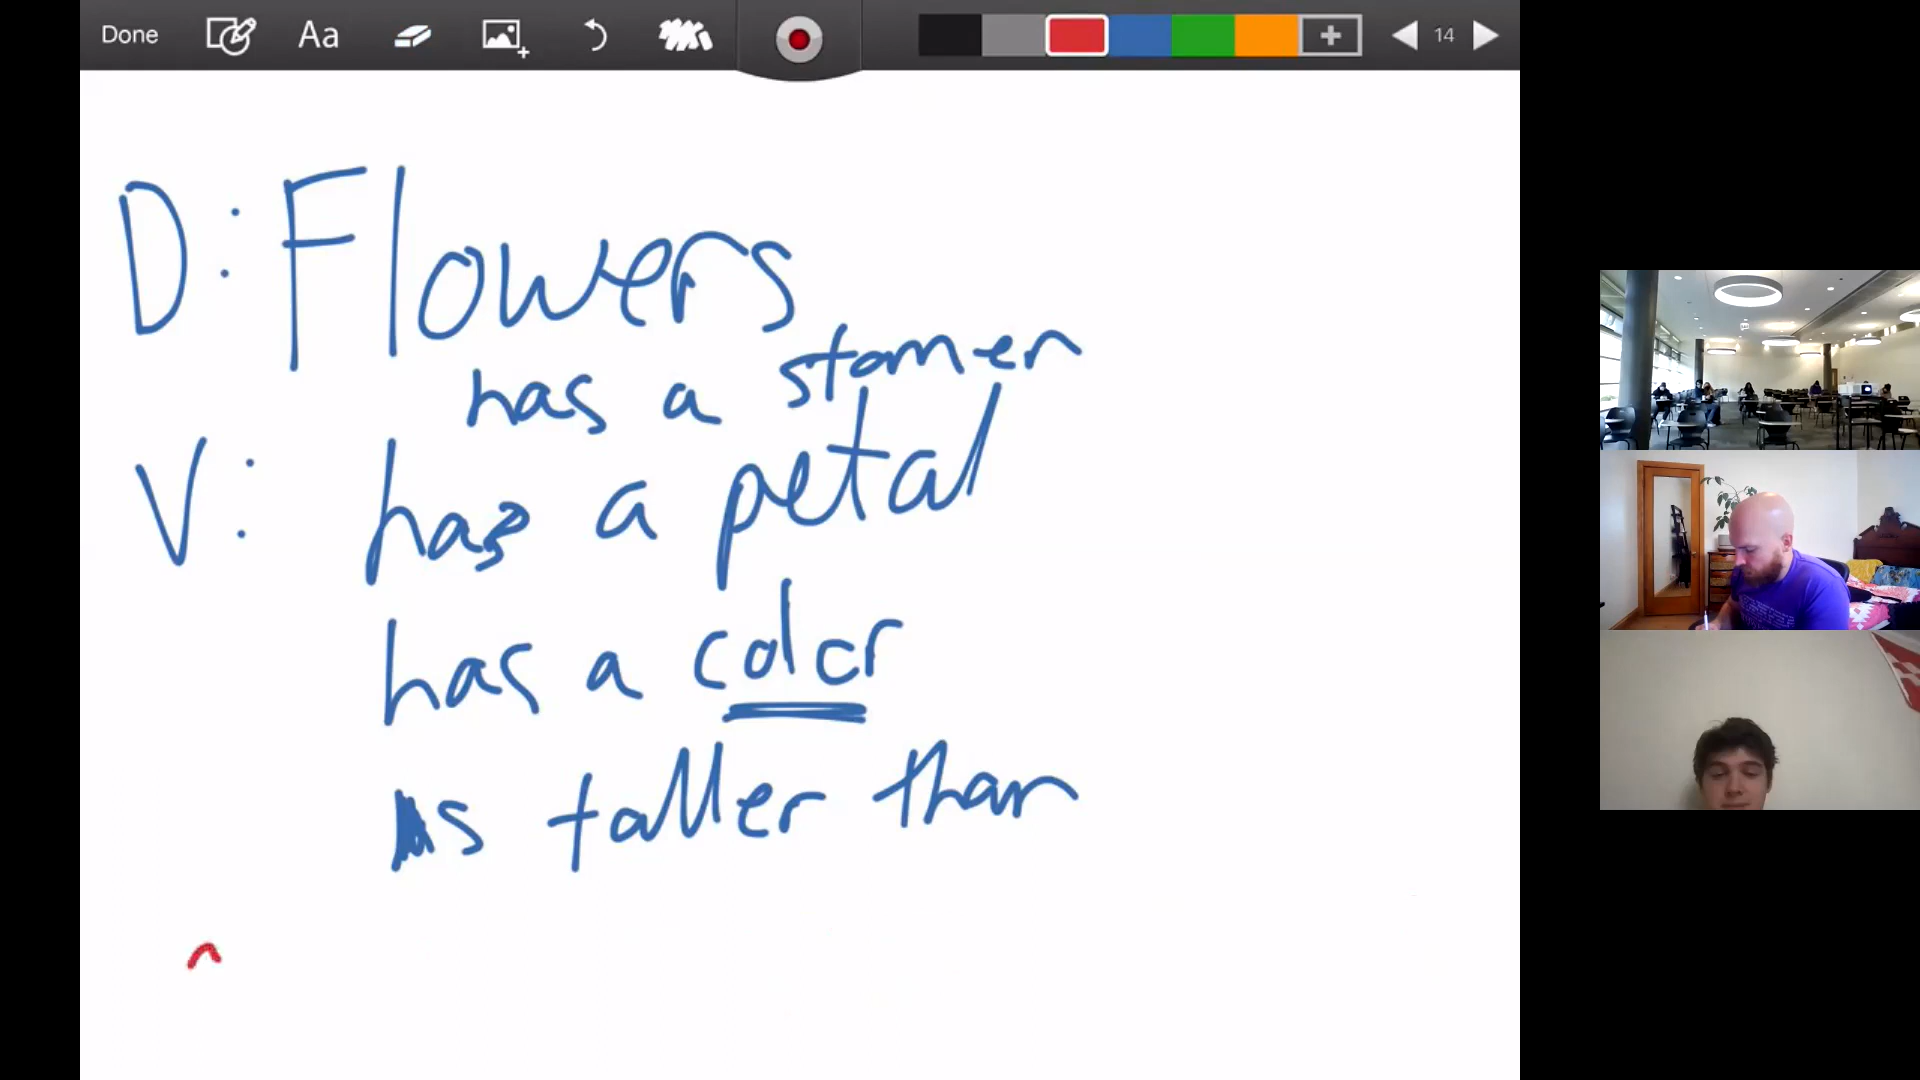 Done Aa 14
D: Flowers
has a stamen
V: has a petal
has a color
is taller than